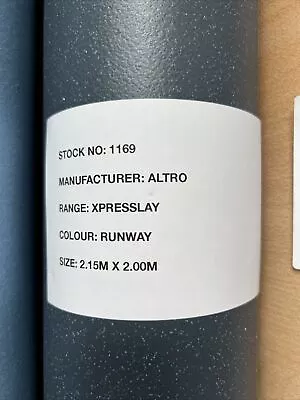 STOCK NO: 1169
MANUFACTURER: ALTRO
RANGE: XPRESSLAY
COLOUR: RUNWAY
SIZE: 2.15M X 2.00M